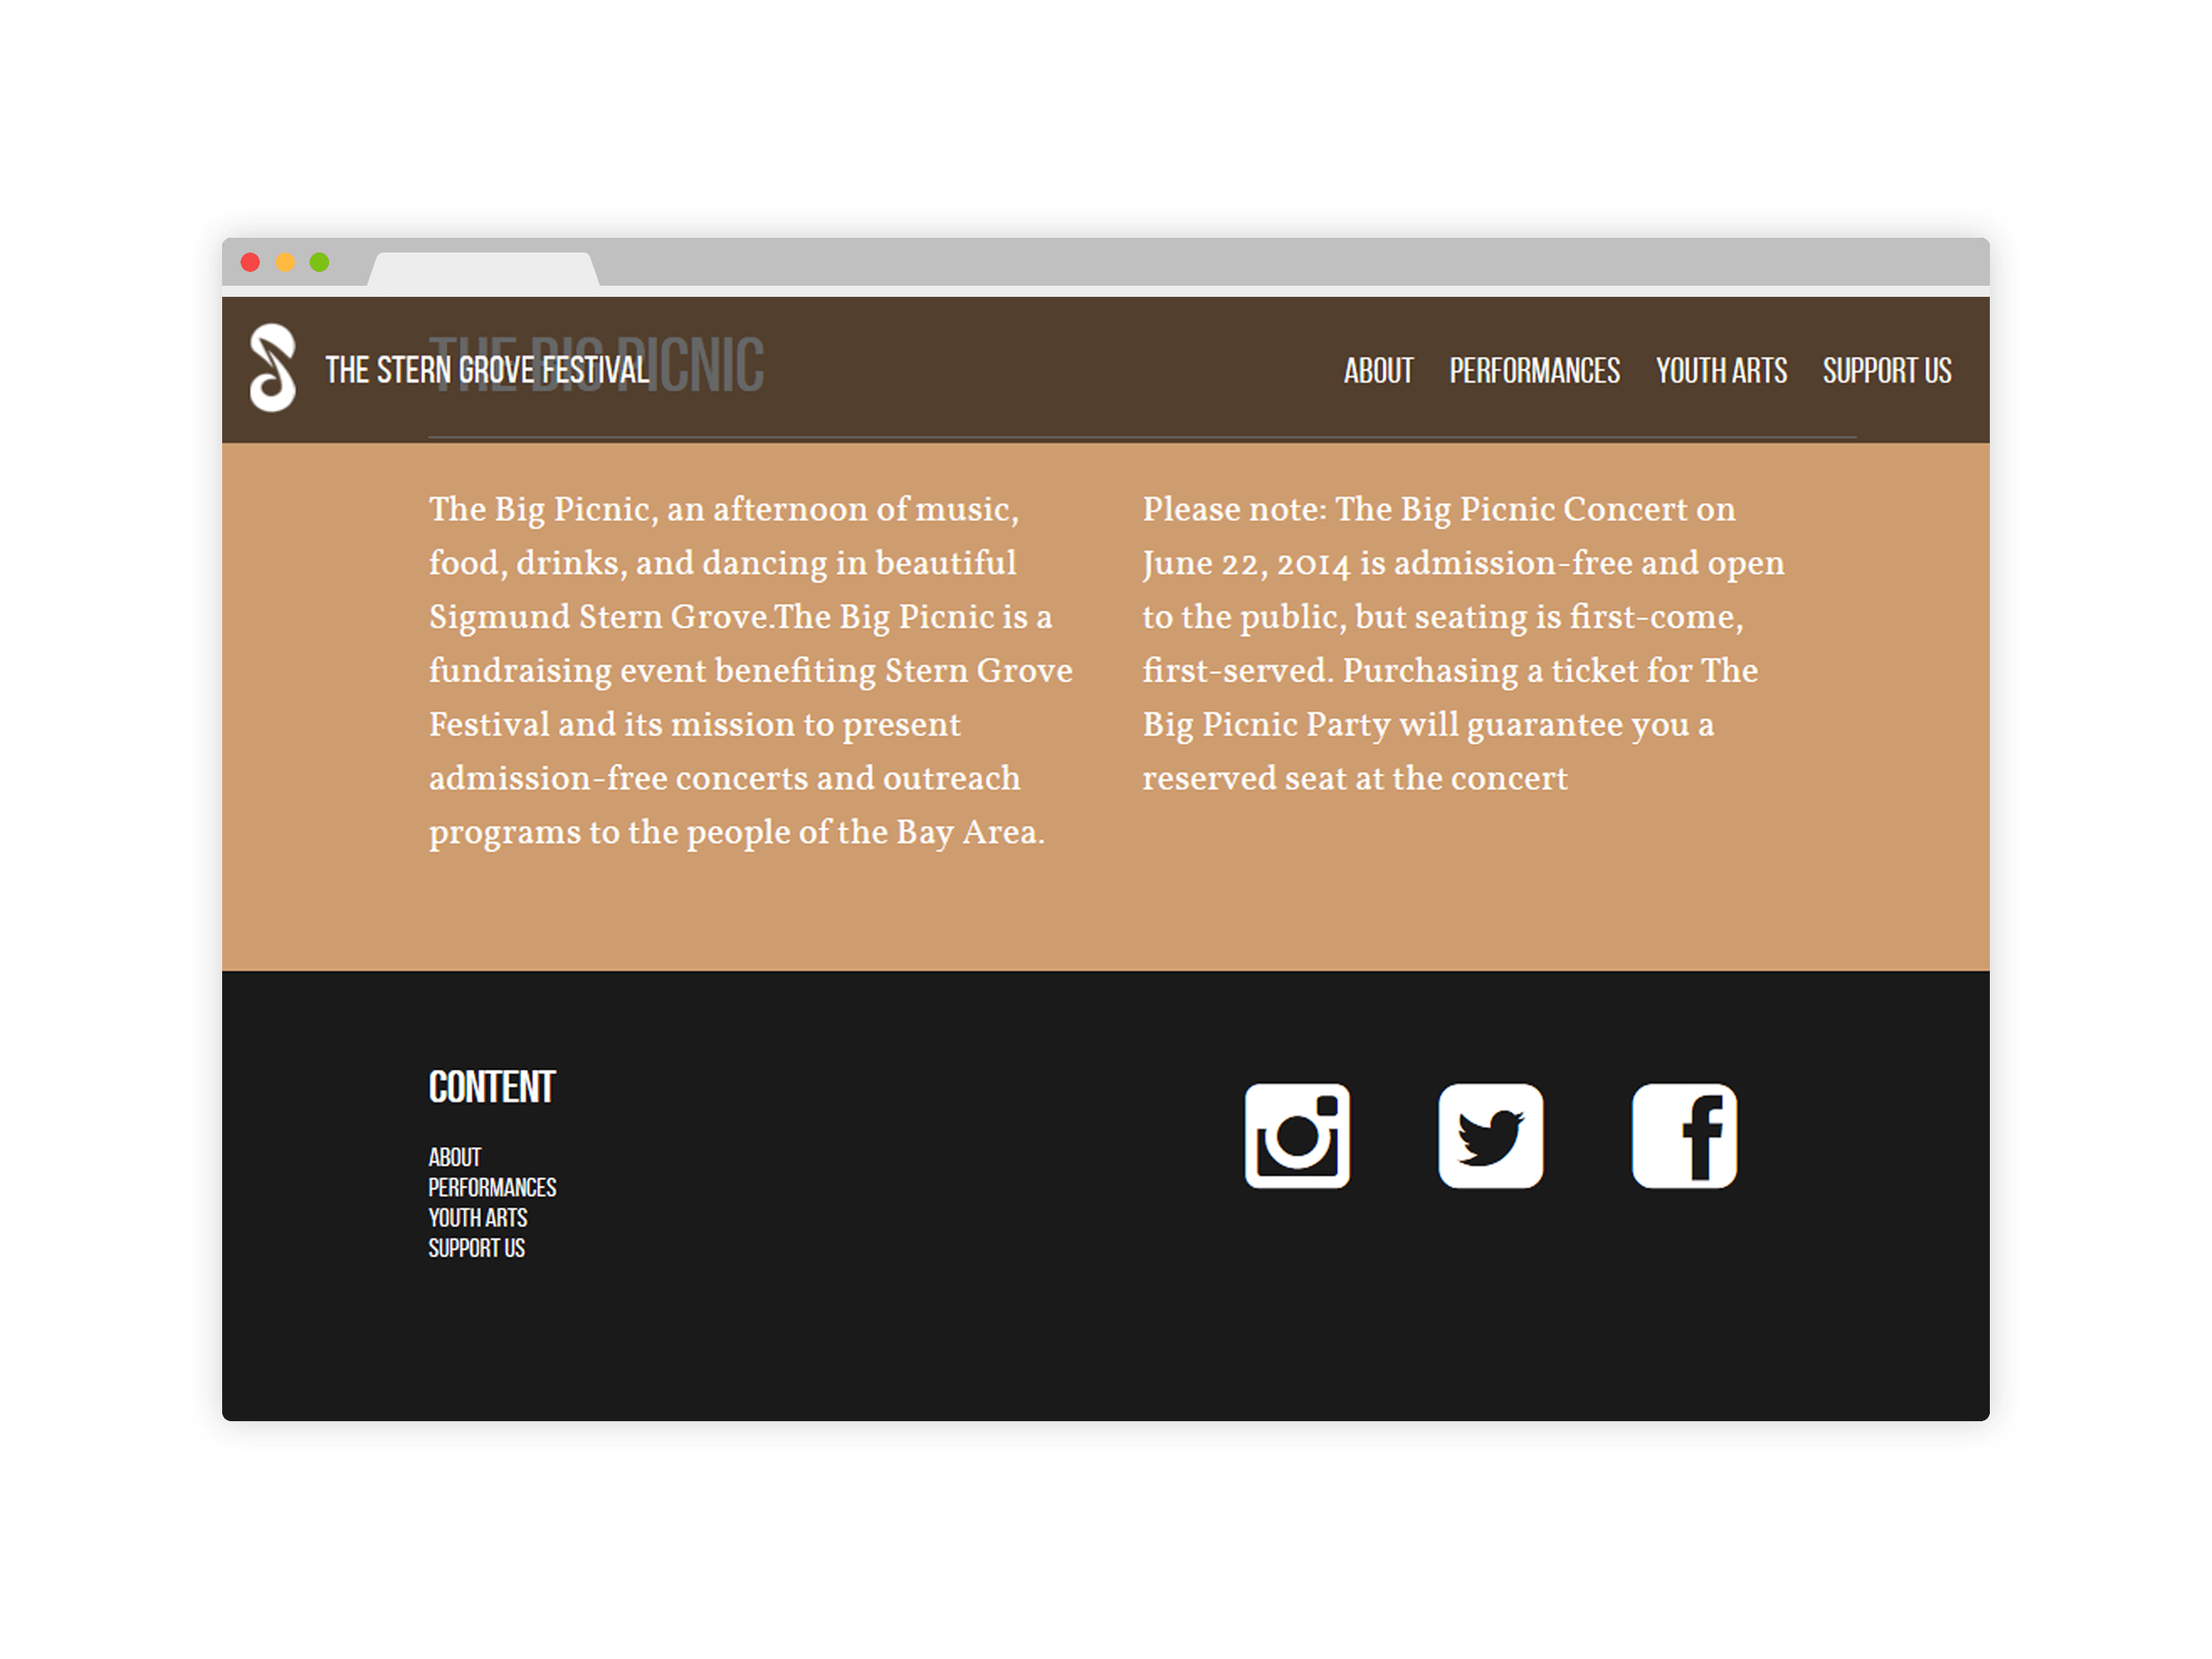 THE BIG PICNIC
THE STERN GROVE FESTIVAL
ABOUT PERFORMANCES YOUTH ARTS SUPPORT US
The Big Picnic, an afternoon of music,
food, drinks, and dancing in beautiful
Sigmund Stern Grove.The Big Picnic is a
fundraising event benefiting Stern Grove
Festival and its mission to present
admission-free concerts and outreach
programs to the people of the Bay Area.
Please note: The Big Picnic Concert on
June 22, 2014 is admission-free and open
to the public, but seating is first-come,
first-served. Purchasing a ticket for The
Big Picnic Party will guarantee you a
reserved seat at the concert
CONTENT
ABOUT
PERFORMANCES
YOUTH ARTS
SUPPORT US